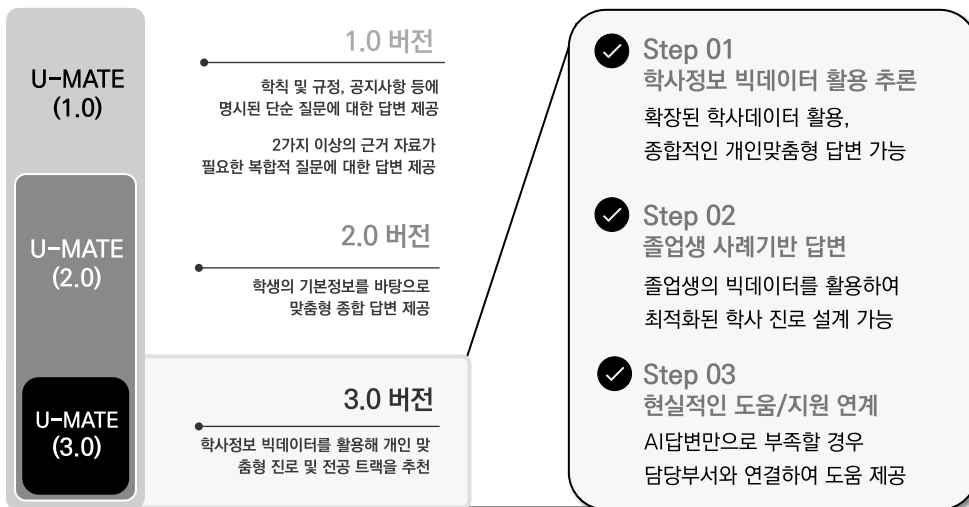 U-MATE
(1.0)
1.0 버전
학칙 및 규정, 공지사항 등에
명시된 단순 질문에 대한 답변 제공
2가지 이상의 근거 자료가
필요한 복합적 질문에 대한 답변 제공
U-MATE
(2.0)
2.0 버전
학생의 기본정보를 바탕으로
맞춤형 종합 답변 제공
U-MATE
(3.0)
3.0 버전
학사정보 빅데이터를 활용해 개인 맞
춤형 진로 및 전공 트랙을 추천
Step 01
학사정보 빅데이터 활용 추론
확장된 학사데이터 활용,
종합적인 개인맞춤형 답변 가능
Step 02
졸업생 사례기반 답변
졸업생의 빅데이터를 활용하여
최적화된 학사 진로 설계 가능
Step 03
현실적인 도움/지원 연계
AI답변만으로 부족할 경우
담당부서와 연결하여 도움 제공